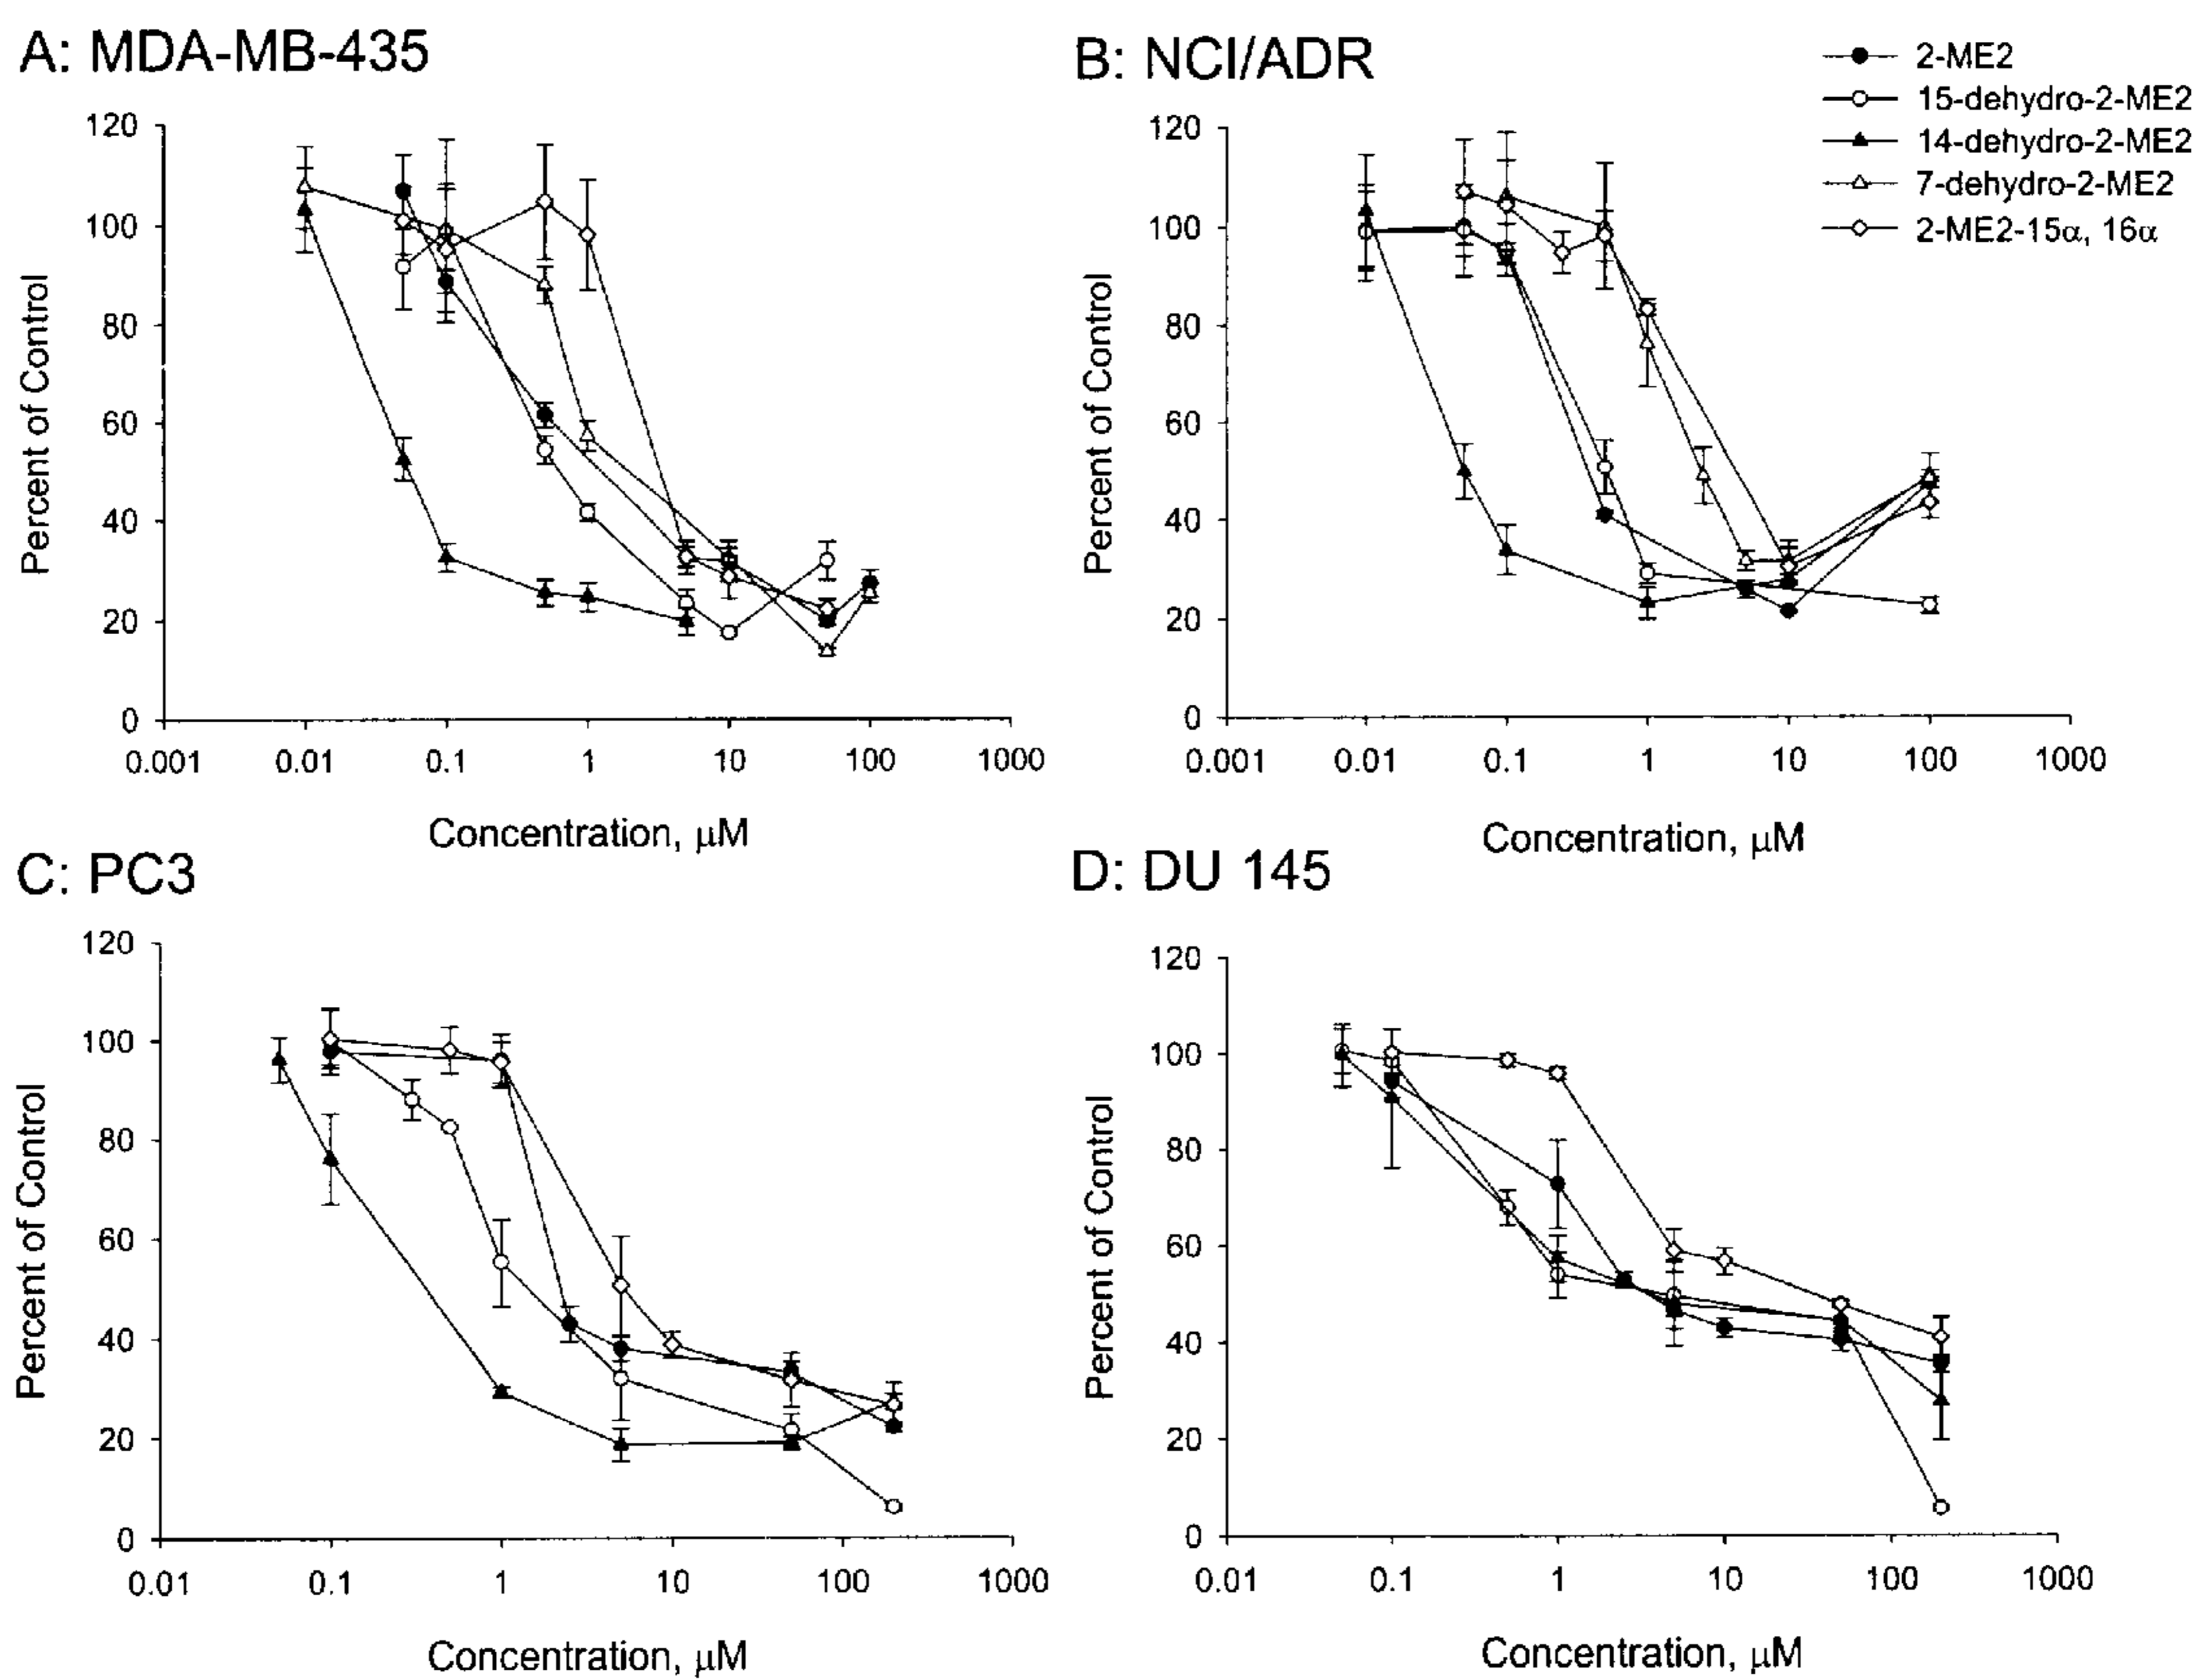 A: MDA-MB-435
B: NCI/ADR
2-ME2
15-dehydro-2-ME2
14-dehydro-2-ME2
7-dehydro-2-ME2
2-ME2-15α, 16α
Percent of Control
120
100
80
60
40
20
0
0.001 0.01 0.1 1 10 100 1000
Concentration, μM
Percent of Control
120
100
80
60
40
20
0
0.001 0.01 0.1 1 10 100 1000
Concentration, μM
C: PC3
D: DU 145
Percent of Control
120
100
80
60
40
20
0
0.01 0.1 1 10 100 1000
Concentration, μM
Percent of Control
120
100
80
60
40
20
0
0.01 0.1 1 10 100 1000
Concentration, μM